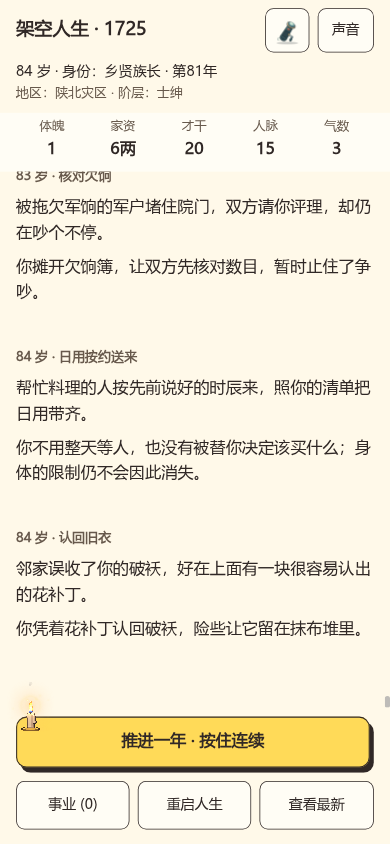 架空人生 · 1725
声音
84 岁 · 身份：乡贤族长 · 第81年
地区：陕北灾区 · 阶层：士绅
体魄 家资 才干 人脉 气数
1 6两 20 15 3
83 岁 · 核对欠饷
被拖欠军饷的军户堵住院门，双方请你评理，却仍
在吵个不停。
你摊开欠饷簿，让双方先核对数目，暂时止住了争
吵。
84 岁 · 日用按约送来
帮忙料理的人按先前说好的时辰来，照你的清单把
日用带齐。
你不用整天等人，也没有被替你决定该买什么；身
体的限制仍不会因此消失。
84 岁 · 认回旧衣
邻家误收了你的破袄，好在上面有一块很容易认出
的花补丁。
你凭着花补丁认回破袄，险些让它留在抹布堆里。
推进一年 · 按住连续
事业 (0) 重启人生 查看最新